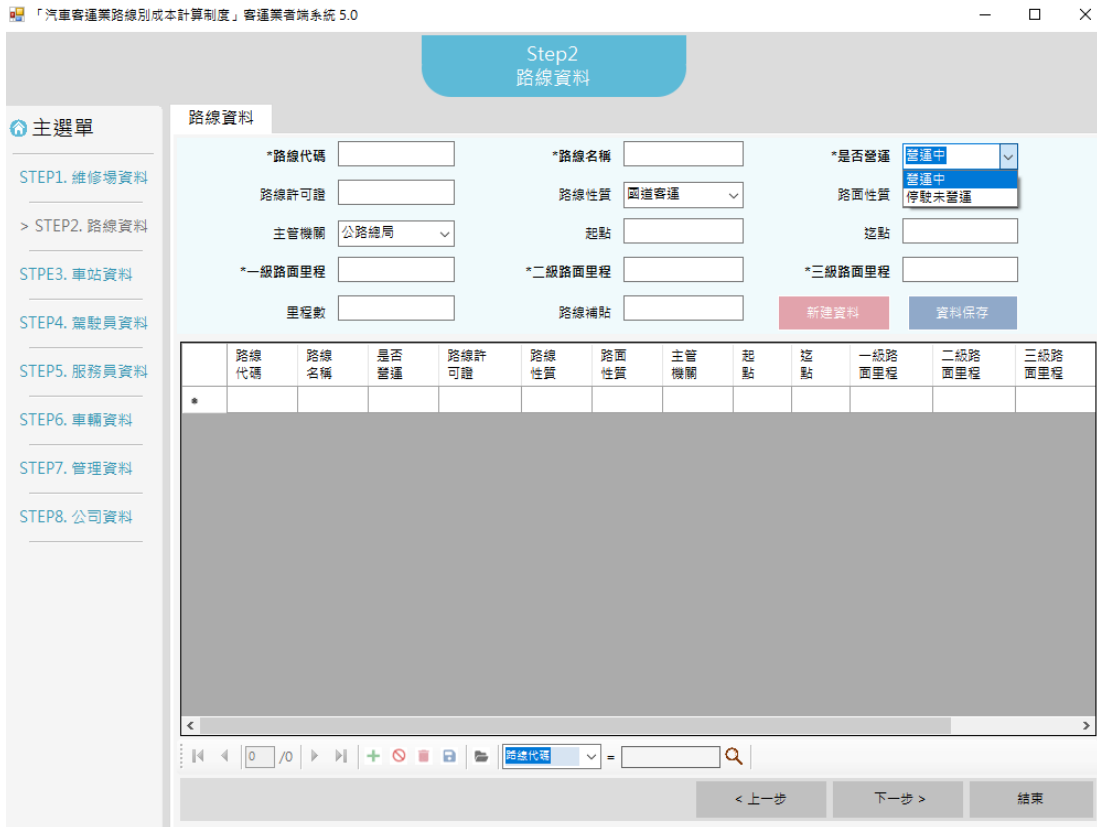 「汽車客運業路線別成本計算制度」客運業者端系統 5.0
Step2
路線資料
主選單
STEP1. 維修場資料
> STEP2. 路線資料
STPE3. 車站資料
STEP4. 駕駛員資料
STEP5. 服務員資料
STEP6. 車輛資料
STEP7. 管理資料
STEP8. 公司資料
路線資料
*路線代碼 *路線名稱 *是否營運 營運中
營運中
停駛未營運
路線許可證 路線性質 國道客運 路面性質
主管機關 公路總局 起點 迄點
*一級路面里程 *二級路面里程 *三級路面里程
里程數 路線補貼 新建資料 資料保存
路線代碼 路線名稱 是否營運 路線許可證 路線性質 路面性質 主管機關 起點 迄點 一級路面里程 二級路面里程 三級路面里程
*
0 /0 路線代碼 =
< 上一步 下一步 > 結束